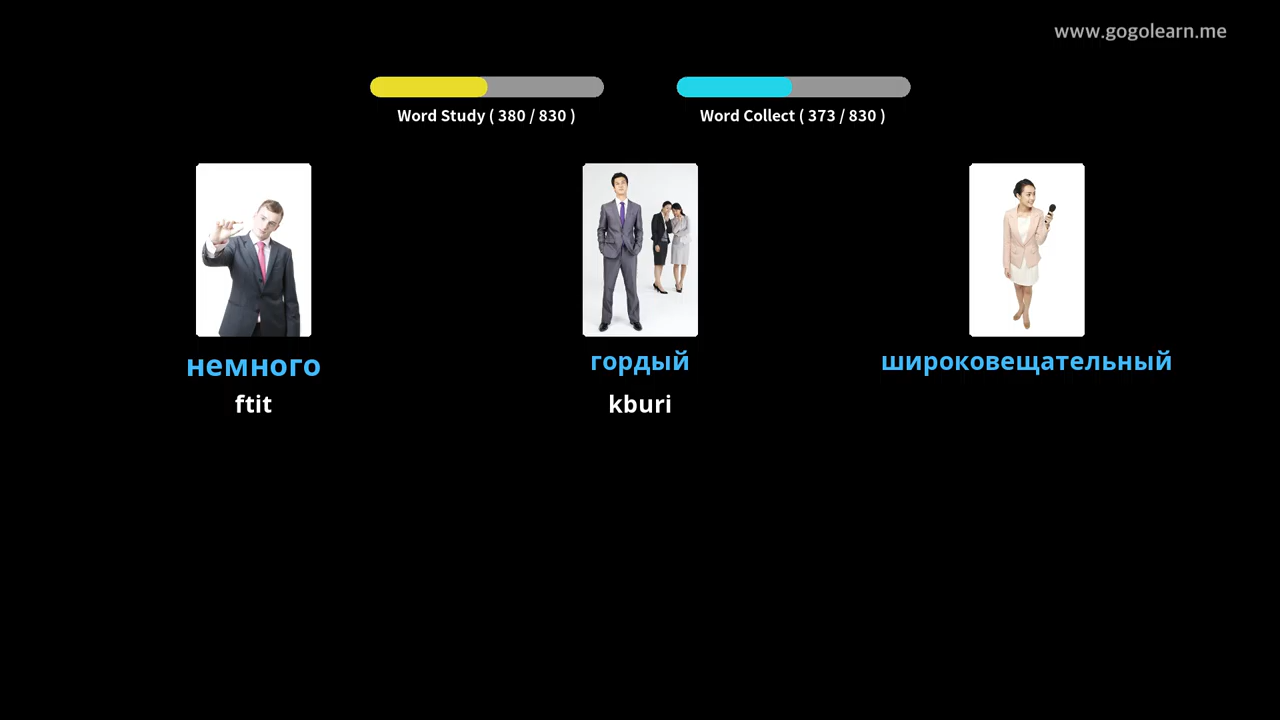 www.gogolearn.me
Word Study ( 380 / 830 )
Word Collect ( 373 / 830 )
немного
гордый
широковещательный
ftit
kburi